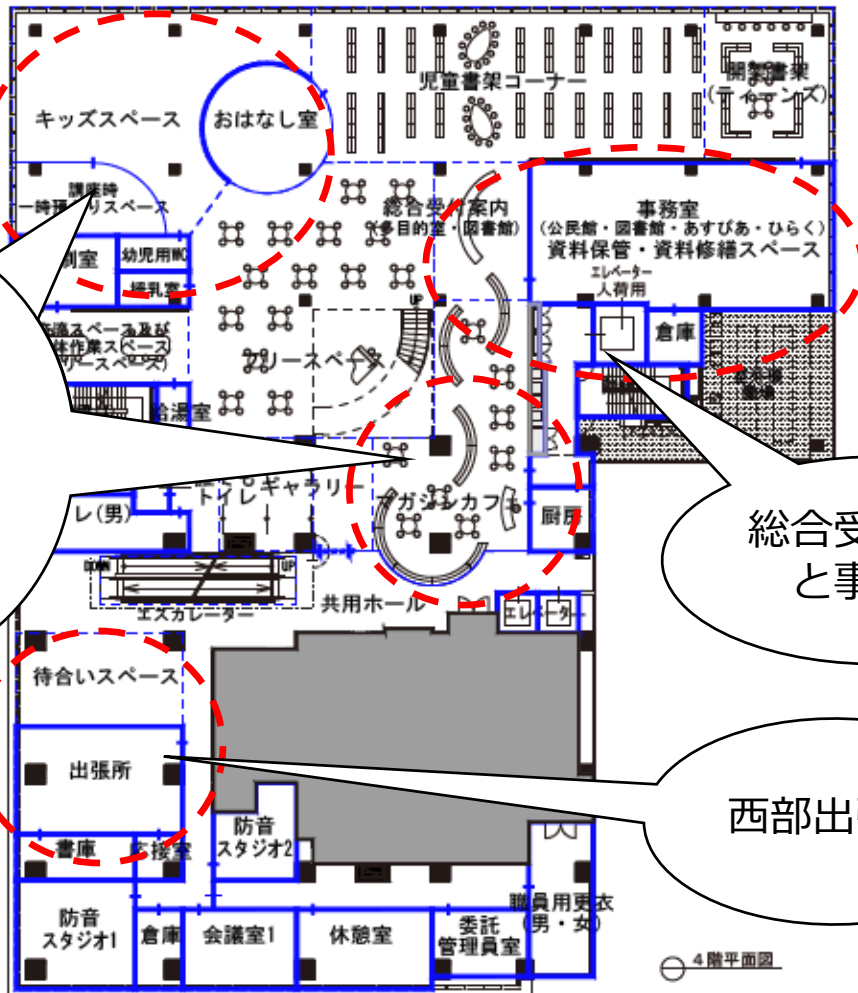 児童書架コーナー
開架書架
(ティーンズ)
キッズスペース
おはなし室
講座時
一時預かりスペース
総合受付案内
(多目的室・図書館)
事務室
(公民館・図書館・あすぴあ・ひらく)
資料保管・資料修繕スペース
幼児用WC
授乳室
エレベーター
人荷用
倉庫
UP
フリースペース
給湯室
トイレ
ギャラリー
マガジンカフェ
厨房
レ(男)
DOWN
UP
エスカレーター
共用ホール
エレベーター
総合受
と事
待合いスペース
出張所
西部出
書庫
応接室
防音
スタジオ2
防音
スタジオ1
倉庫
会議室1
休憩室
委託
管理員室
職員用更衣
(男・女)
4階平面図